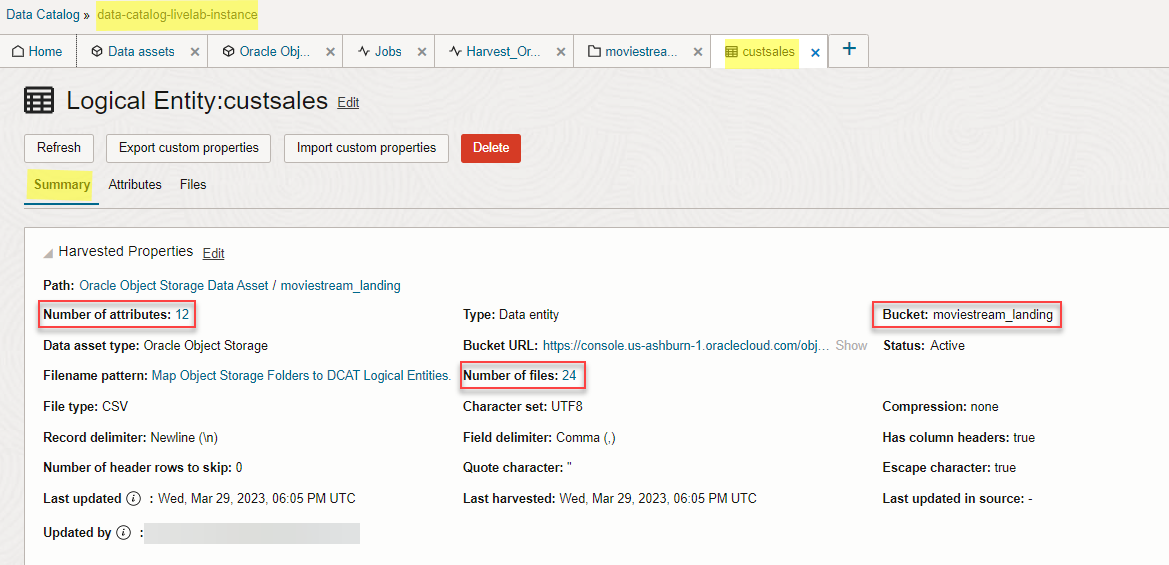 Data Catalog » data-catalog-livelab-instance
Home Data assets × Oracle Obj... × Jobs × Harvest_Or... × moviestrea... × custsales × +
Logical Entity:custsales Edit
Refresh Export custom properties Import custom properties Delete
Summary Attributes Files
Harvested Properties Edit
Path: Oracle Object Storage Data Asset / moviestream_landing
Number of attributes: 12 Type: Data entity Bucket: moviestream_landing
Data asset type: Oracle Object Storage Bucket URL: https://console.us-ashburn-1.oraclecloud.com/obj... Show Status: Active
Filename pattern: Map Object Storage Folders to DCAT Logical Entities. Number of files: 24
File type: CSV Character set: UTF8 Compression: none
Record delimiter: Newline (\n) Field delimiter: Comma (,) Has column headers: true
Number of header rows to skip: 0 Quote character: " Escape character: true
Last updated i : Wed, Mar 29, 2023, 06:05 PM UTC Last harvested: Wed, Mar 29, 2023, 06:05 PM UTC Last updated in source: -
Updated by i :